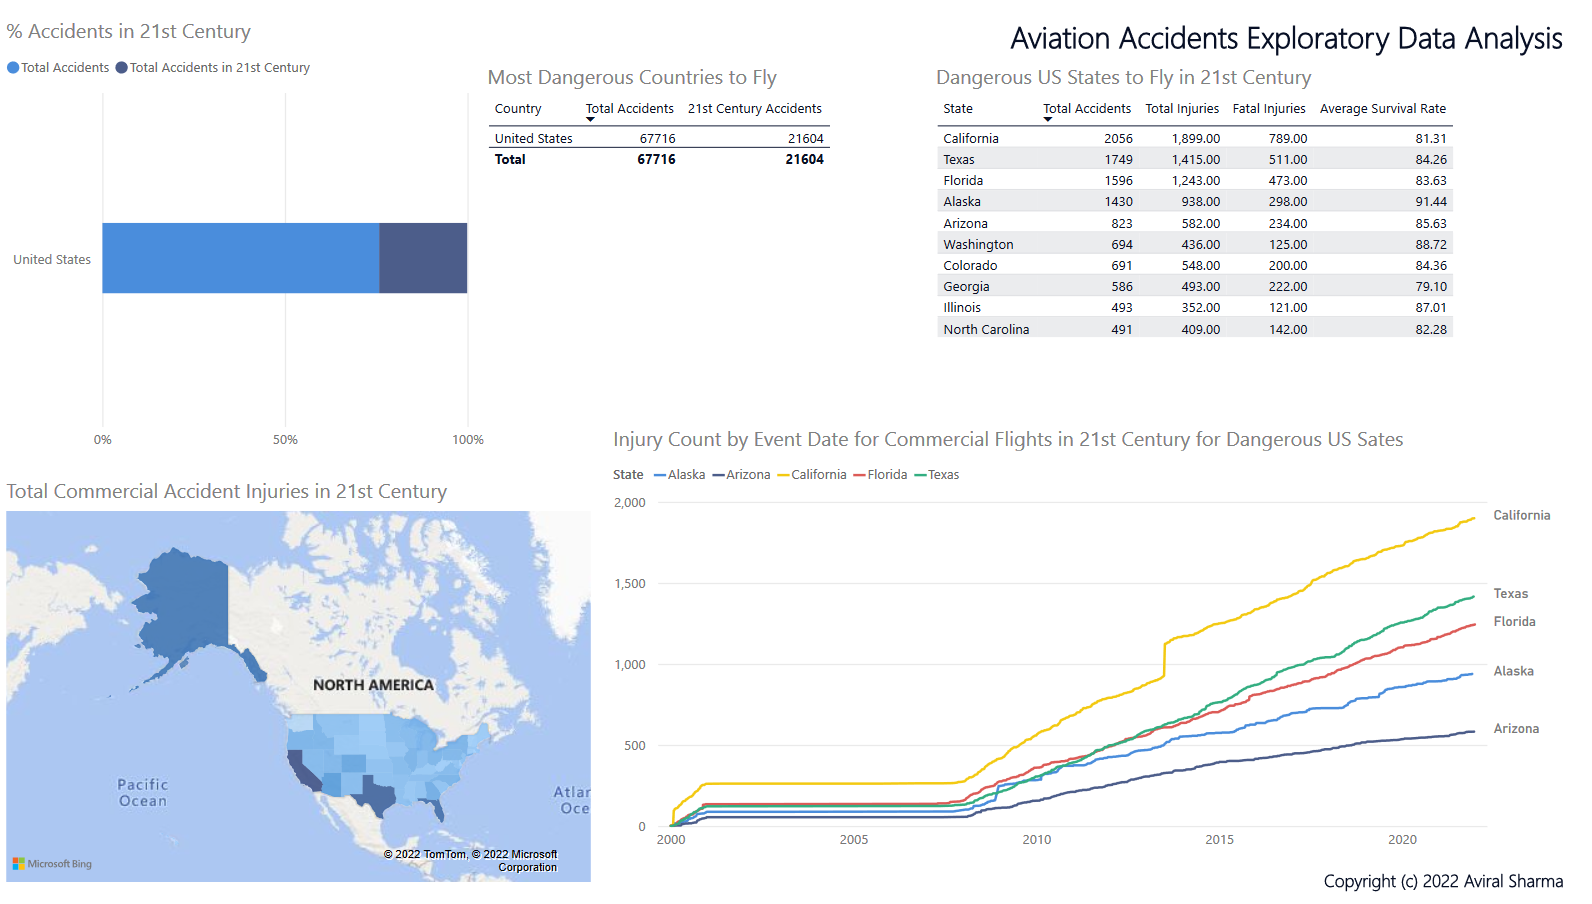 % Accidents in 21st Century
Aviation Accidents Exploratory Data Analysis
Total Accidents Total Accidents in 21st Century
United States
0% 50% 100%
Most Dangerous Countries to Fly
Country Total Accidents 21st Century Accidents
United States 67716 21604
Total 67716 21604
Dangerous US States to Fly in 21st Century
State Total Accidents Total Injuries Fatal Injuries Average Survival Rate
California 2056 1,899.00 789.00 81.31
Texas 1749 1,415.00 511.00 84.26
Florida 1596 1,243.00 473.00 83.63
Alaska 1430 938.00 298.00 91.44
Arizona 823 582.00 234.00 85.63
Washington 694 436.00 125.00 88.72
Colorado 691 548.00 200.00 84.36
Georgia 586 493.00 222.00 79.10
Illinois 493 352.00 121.00 87.01
North Carolina 491 409.00 142.00 82.28
Total Commercial Accident Injuries in 21st Century
NORTH AMERICA
Pacific
Ocean
Atlan
Oce
Microsoft Bing
© 2022 TomTom, © 2022 Microsoft
Corporation
Injury Count by Event Date for Commercial Flights in 21st Century for Dangerous US Sates
State Alaska Arizona California Florida Texas
2,000
1,500
1,000
500
0
California
Texas
Florida
Alaska
Arizona
2000 2005 2010 2015 2020
Copyright (c) 2022 Aviral Sharma